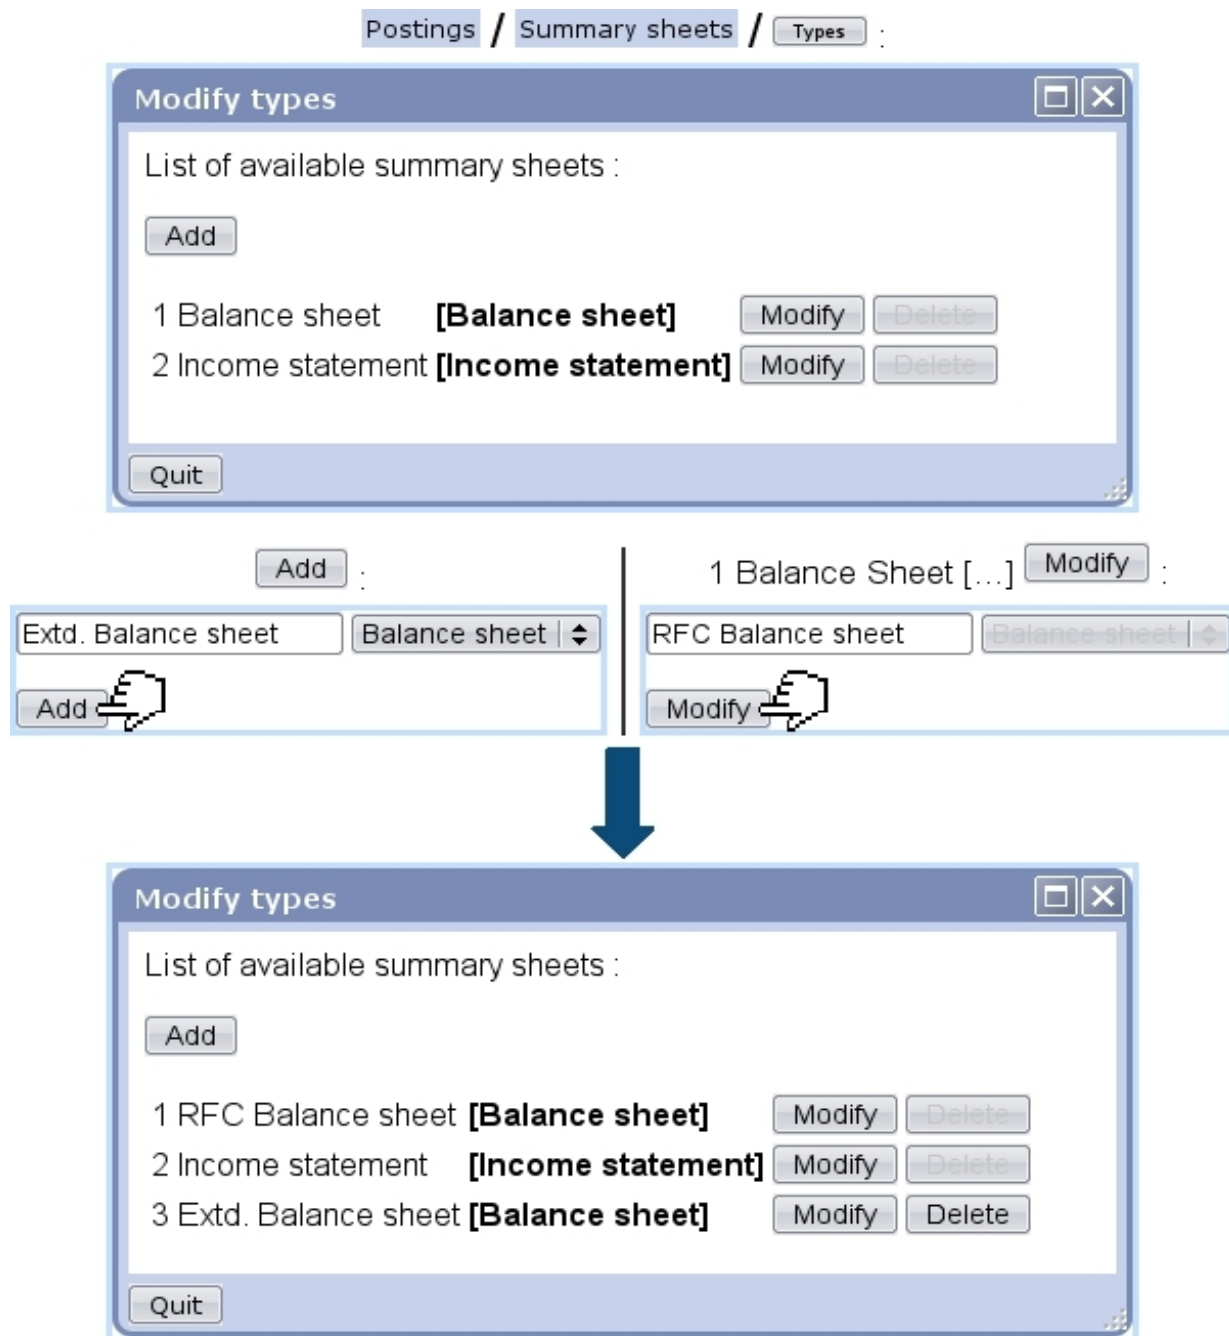 Postings / Summary sheets / Types :
Modify types
List of available summary sheets :
Add
1 Balance sheet [Balance sheet] Modify Delete
2 Income statement [Income statement] Modify Delete
Quit
Add :
1 Balance Sheet [...] Modify :
Extd. Balance sheet Balance sheet
RFC Balance sheet Balance sheet
Add
Modify
Modify types
List of available summary sheets :
Add
1 RFC Balance sheet [Balance sheet] Modify Delete
2 Income statement [Income statement] Modify Delete
3 Extd. Balance sheet [Balance sheet] Modify Delete
Quit